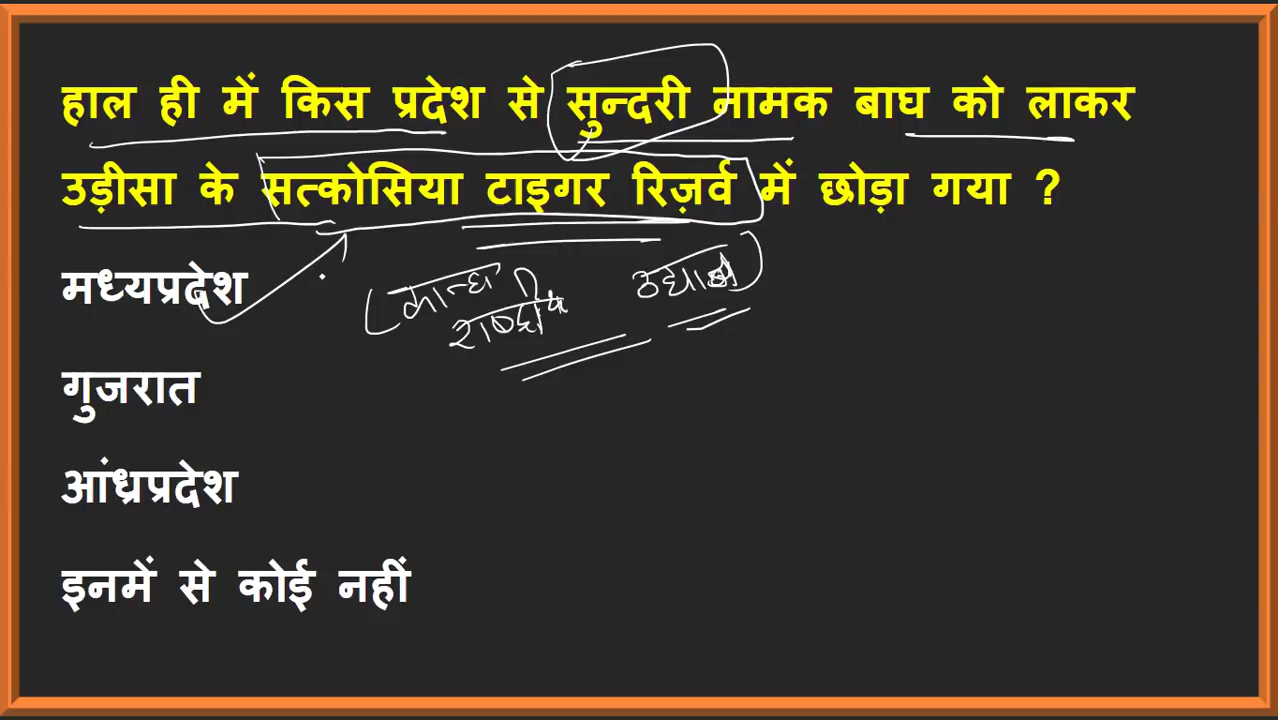 हाल ही में किस प्रदेश से सुन्दरी नामक बाघ को लाकर
उड़ीसा के सत्कोसिया टाइगर रिज़र्व में छोड़ा गया ?
मध्यप्रदेश
राष्ट्रीय उद्यान
गुजरात
आंध्रप्रदेश
इनमें से कोई नहीं